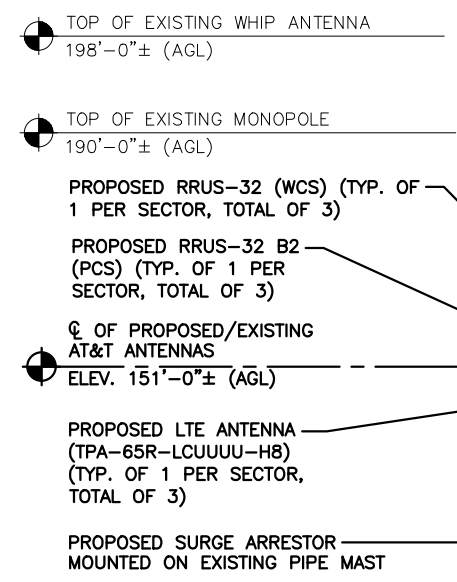 TOP OF EXISTING WHIP ANTENNA
198'-0"± (AGL)
TOP OF EXISTING MONOPOLE
190'-0"± (AGL)
PROPOSED RRUS-32 (WCS) (TYP. OF
1 PER SECTOR, TOTAL OF 3)
PROPOSED RRUS-32 B2
(PCS) (TYP. OF 1 PER
SECTOR, TOTAL OF 3)
℄ OF PROPOSED/EXISTING
AT&T ANTENNAS
ELEV. 151'-0"± (AGL)
PROPOSED LTE ANTENNA
(TPA-65R-LCUUUU-H8)
(TYP. OF 1 PER SECTOR,
TOTAL OF 3)
PROPOSED SURGE ARRESTOR
MOUNTED ON EXISTING PIPE MAST